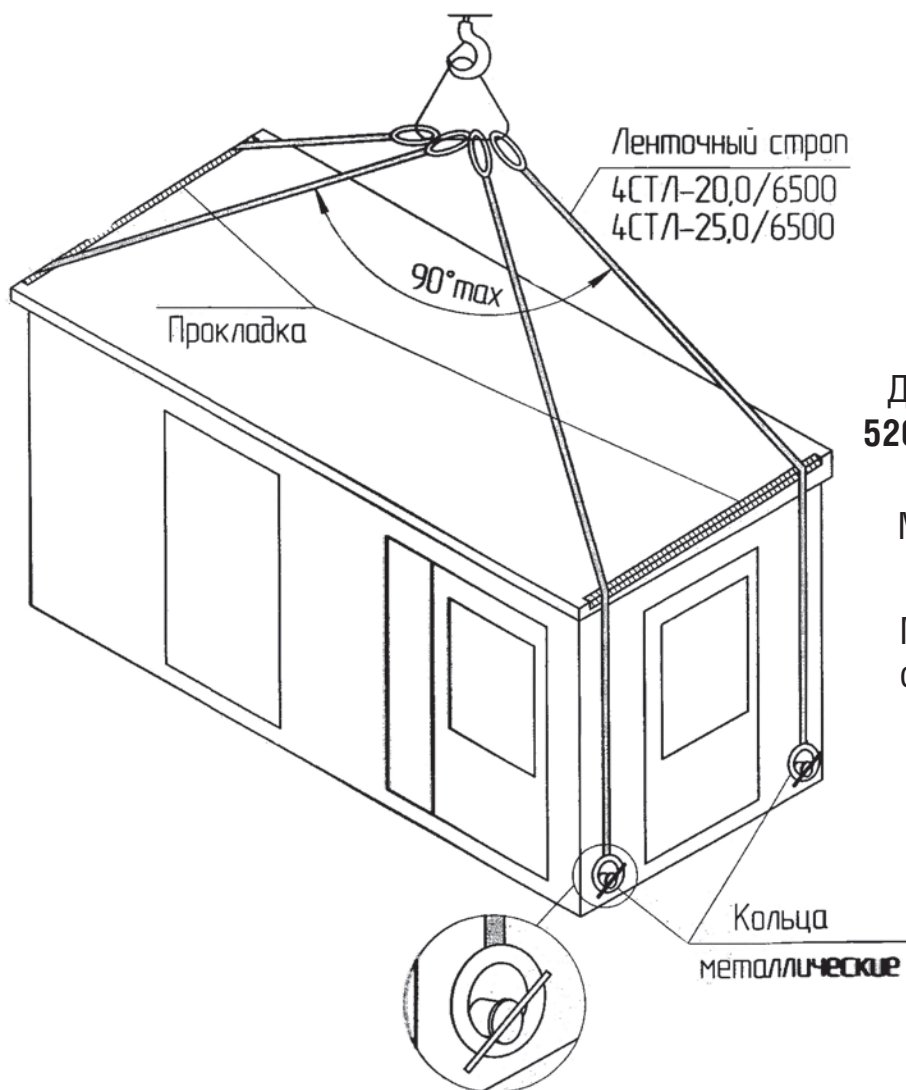 Ленточный строп
4СТЛ-20,0/6500
4СТЛ-25,0/6500
90°max
Прокладка
Кольца
металлические